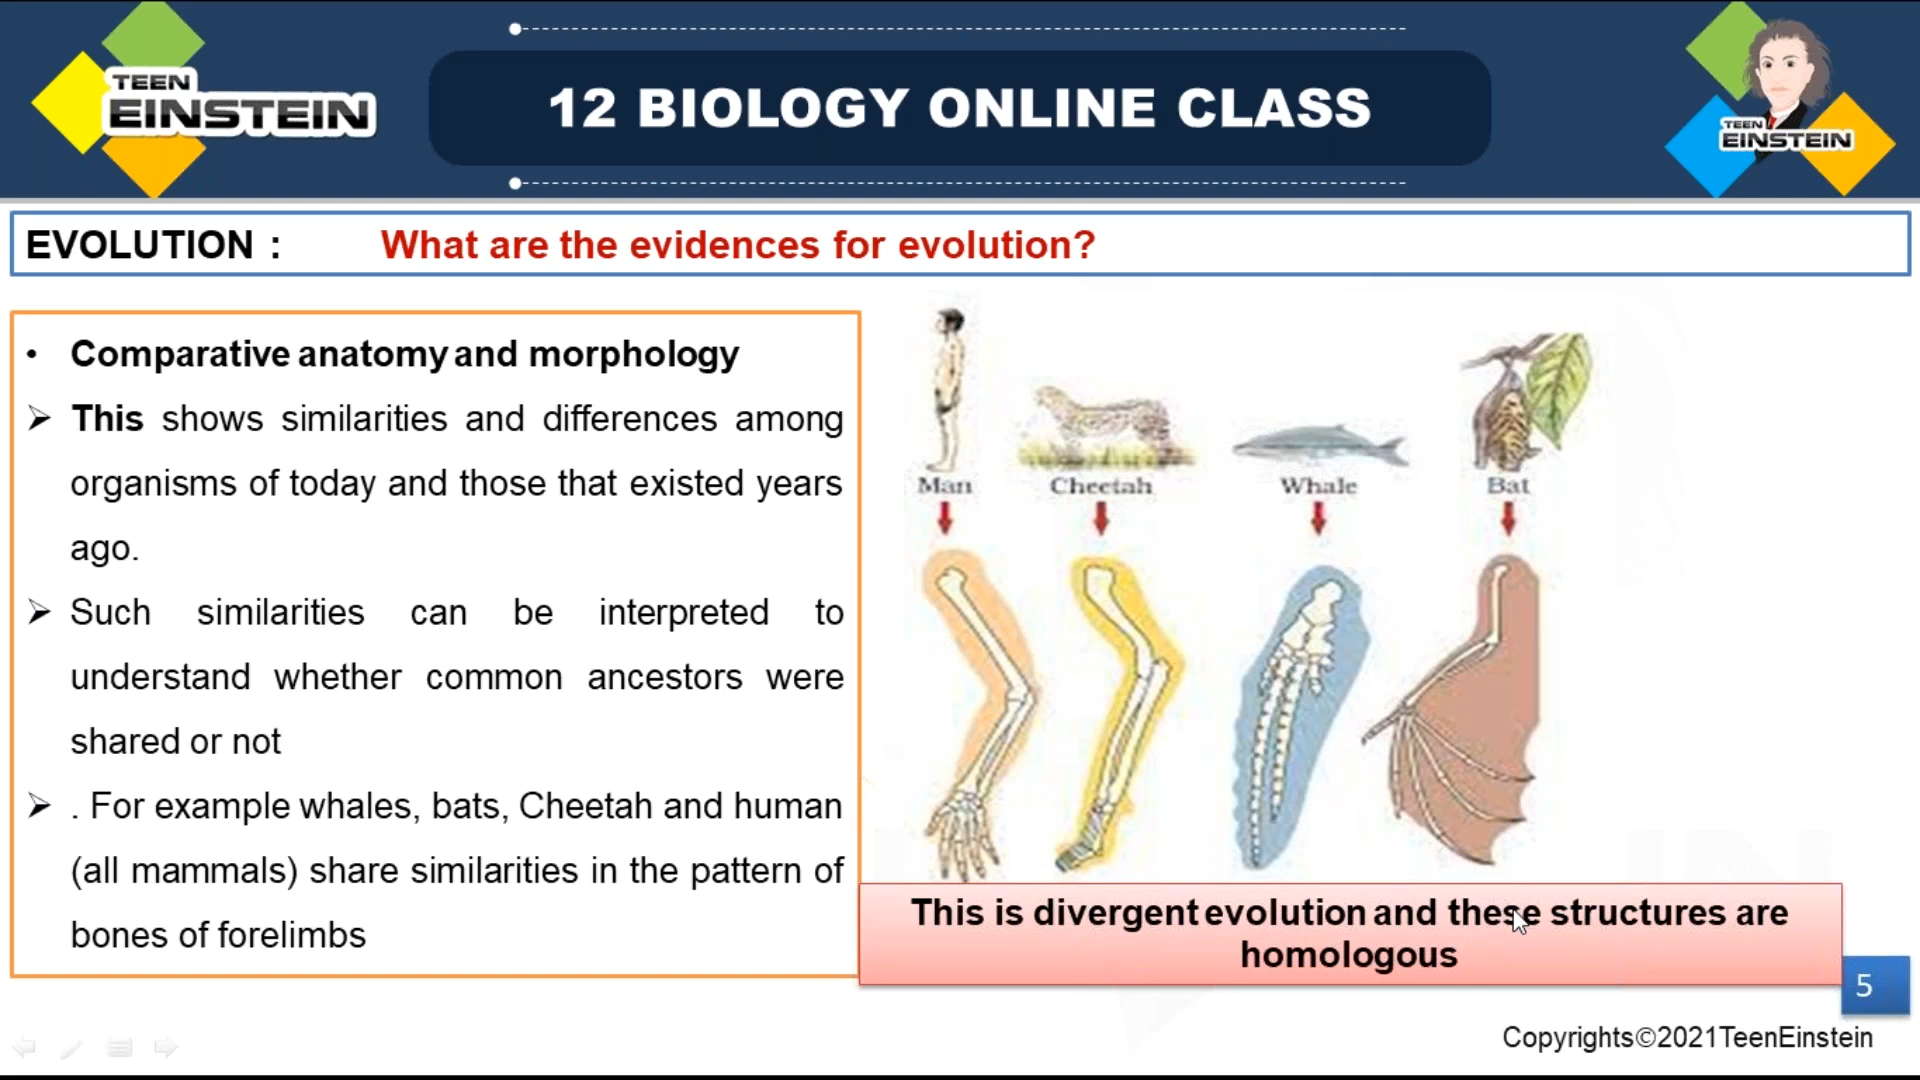 TEEN
EINSTEIN
12 BIOLOGY ONLINE CLASS
TEEN
EINSTEIN
EVOLUTION : What are the evidences for evolution?
• Comparative anatomy and morphology
➢ This shows similarities and differences among
organisms of today and those that existed years
ago.
➢ Such similarities can be interpreted to
understand whether common ancestors were
shared or not
➢ . For example whales, bats, Cheetah and human
(all mammals) share similarities in the pattern of
bones of forelimbs
Man Cheetah Whale Bat
This is divergent evolution and these structures are
homologous
5
Copyrights©2021TeenEinstein